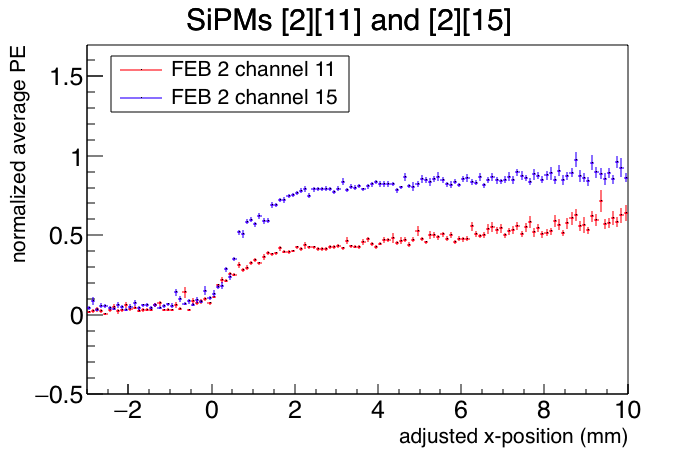 SiPMs [2][11] and [2][15]
normalized average PE
FEB 2 channel 11
FEB 2 channel 15
1.5
1
0.5
0
−0.5
−2 0 2 4 6 8 10
adjusted x-position (mm)